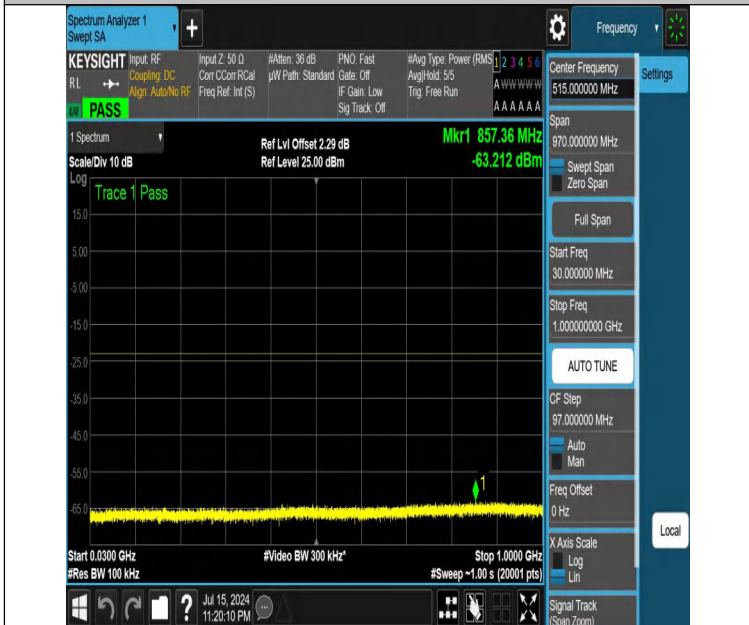 Spectrum Analyzer 1
Swept SA
Frequency
KEYSIGHT
RL
PASS
Input: RF
Coupling: DC
Align: Auto/No RF
Input Z: 50 Ω
Corr CCorr RCal
Freq Ref: Int (S)
#Atten: 36 dB
µW Path: Standard
PNO: Fast
Gate: Off
IF Gain: Low
Sig Track: Off
#Avg Type: Power (RMS
Avg|Hold: 5/5
Trig: Free Run
1 2 3 4 5 6
A W W W W W
A A A A A A
Center Frequency
515.000000 MHz
Settings
Span
970.000000 MHz
Swept Span
Zero Span
Full Span
Start Freq
30.000000 MHz
Stop Freq
1.000000000 GHz
AUTO TUNE
CF Step
97.000000 MHz
Auto
Man
Freq Offset
0 Hz
X Axis Scale
Log
Lin
Signal Track
(Span Zoom)
Local
1 Spectrum
Scale/Div 10 dB
Ref Lvl Offset 2.29 dB
Ref Level 25.00 dBm
Mkr1 857.36 MHz
-63.212 dBm
Log
Trace 1 Pass
15.0
5.00
-5.00
-15.0
-25.0
-35.0
-45.0
-55.0
-65.0
1
Start 0.0300 GHz
#Res BW 100 kHz
#Video BW 300 kHz*
Stop 1.0000 GHz
#Sweep ~1.00 s (20001 pts)
?
Jul 15, 2024
11:20:10 PM